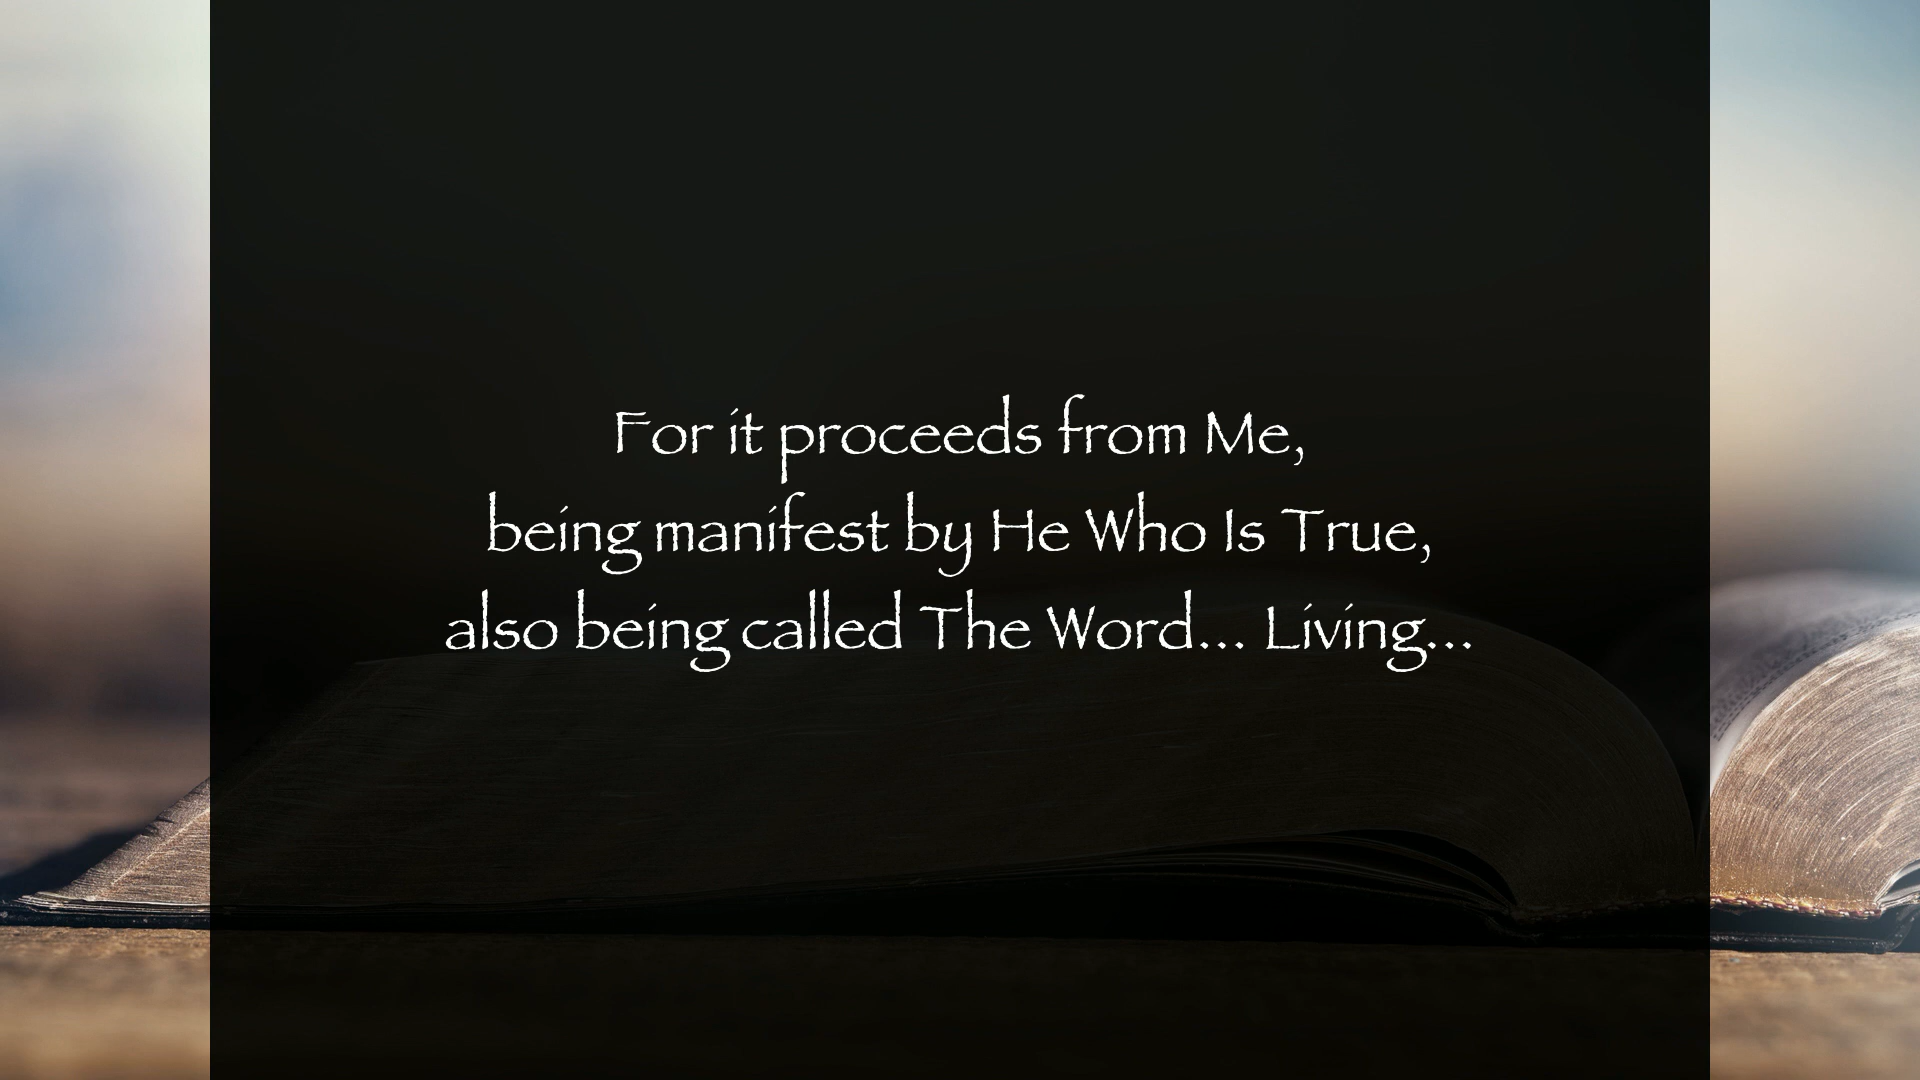 For it proceeds from Me,
being manifest by He Who Is True,
also being called The Word... Living...